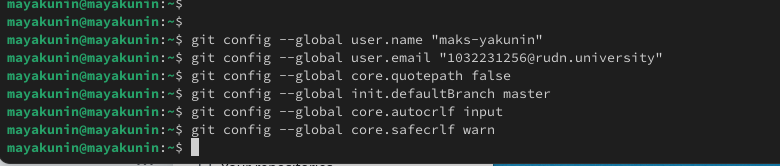 mayakunin@mayakunin:~$
mayakunin@mayakunin:~$
mayakunin@mayakunin:~$ git config --global user.name "maks-yakunin"
mayakunin@mayakunin:~$ git config --global user.email "1032231256@rudn.university"
mayakunin@mayakunin:~$ git config --global core.quotepath false
mayakunin@mayakunin:~$ git config --global init.defaultBranch master
mayakunin@mayakunin:~$ git config --global core.autocrlf input
mayakunin@mayakunin:~$ git config --global core.safecrlf warn
mayakunin@mayakunin:~$